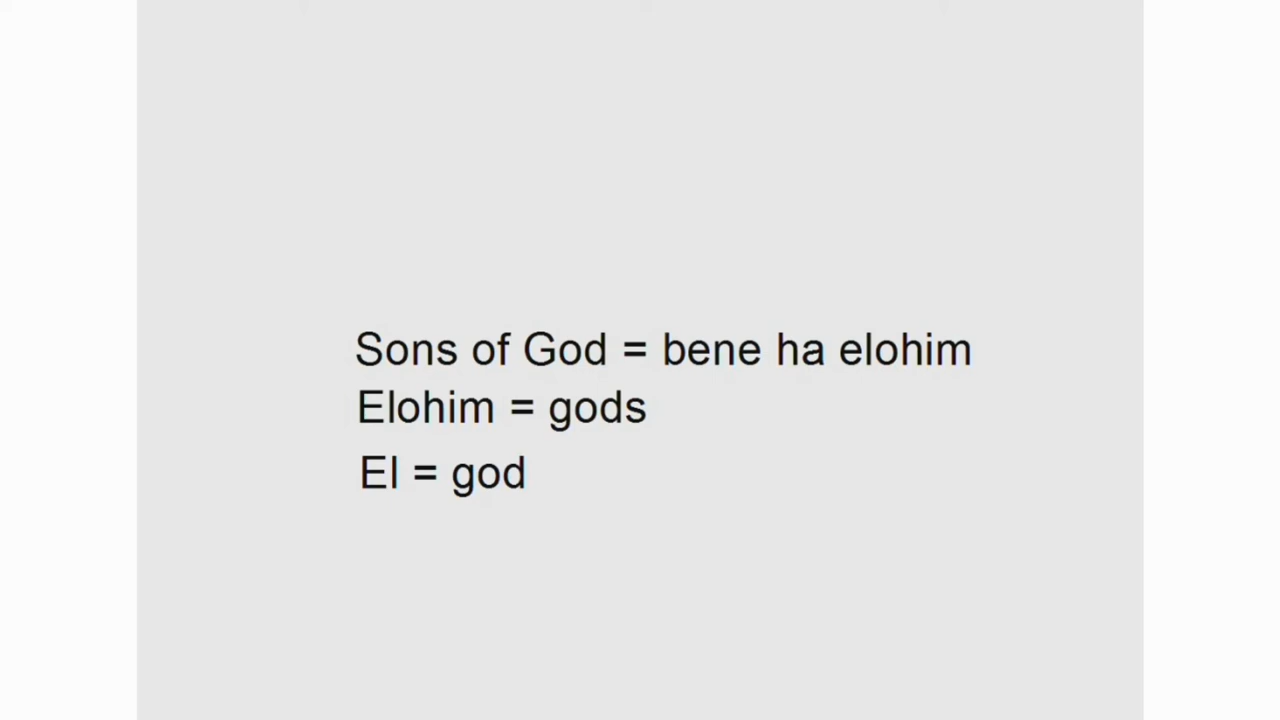 Sons of God = bene ha elohim
Elohim = gods
El = god